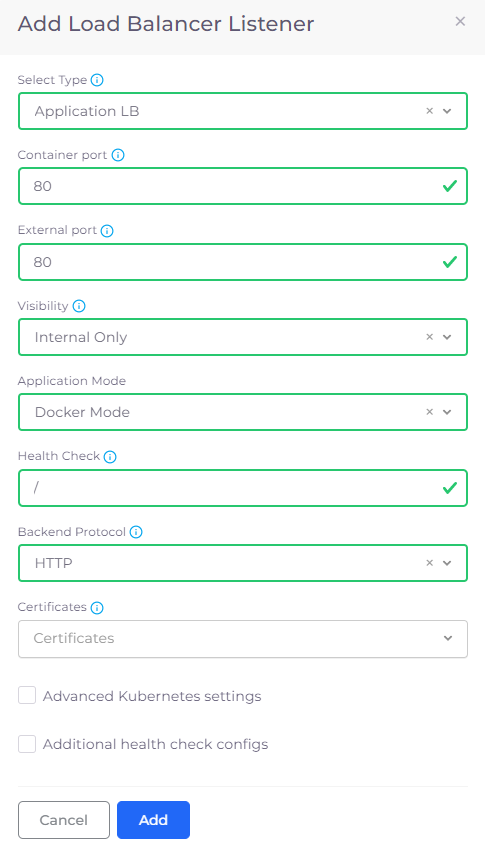 Add Load Balancer Listener
Select Type
Application LB
Container port
80
External port
80
Visibility
Internal Only
Application Mode
Docker Mode
Health Check
/
Backend Protocol
HTTP
Certificates
Certificates
Advanced Kubernetes settings
Additional health check configs
Cancel Add